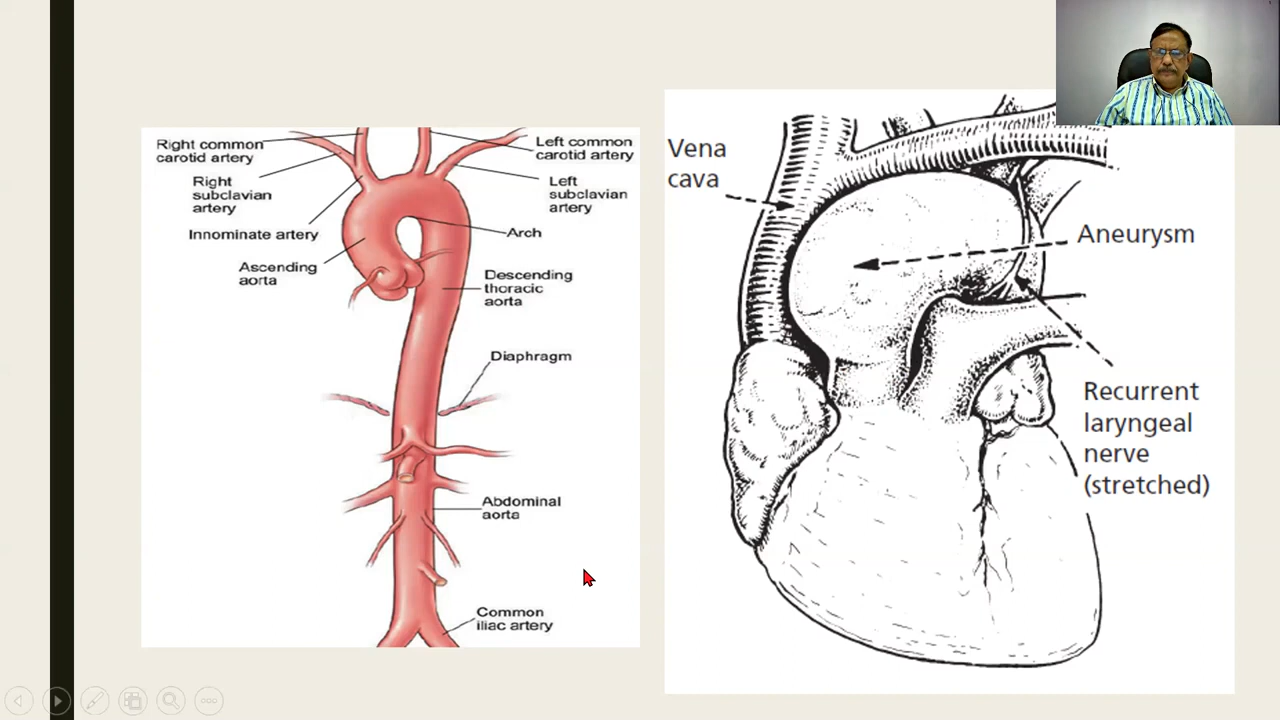 Right common
carotid artery
Right
subclavian
artery
Innominate artery
Ascending
aorta
Left common
carotid artery
Left
subclavian
artery
Arch
Descending
thoracic
aorta
Diaphragm
Abdominal
aorta
Common
iliac artery
Vena
cava
Aneurysm
Recurrent
laryngeal
nerve
(stretched)